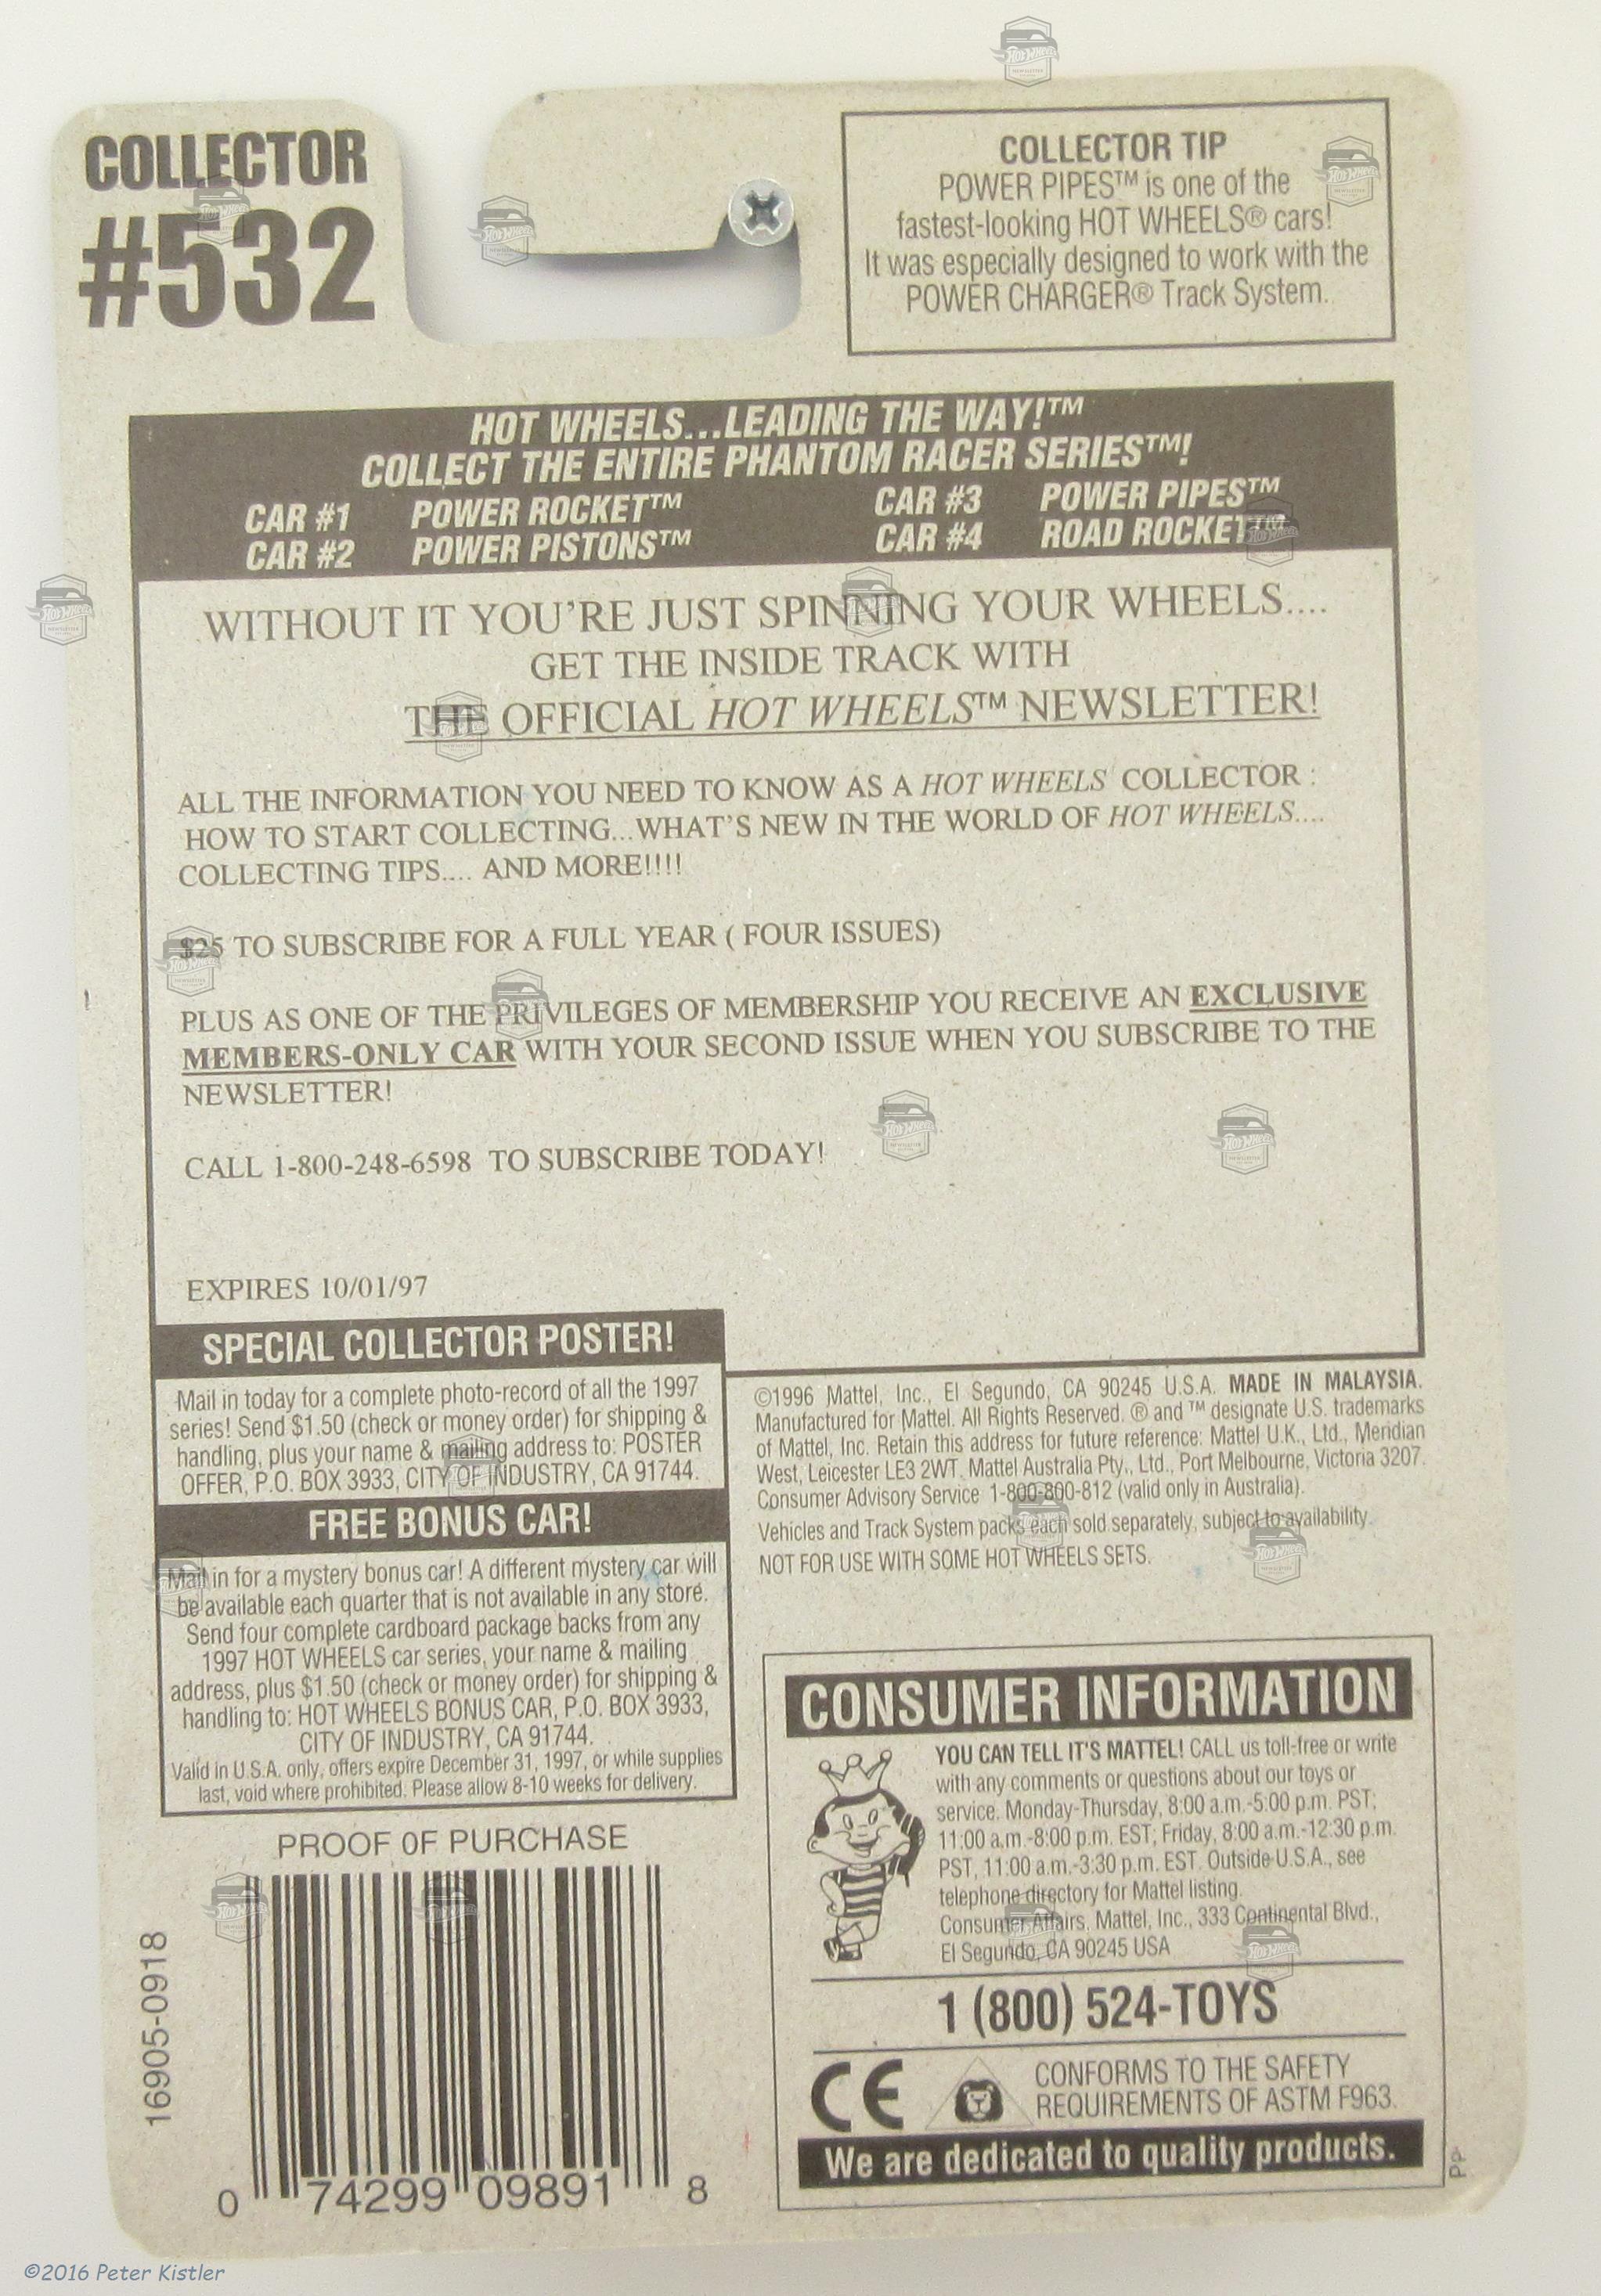 COLLECTOR
#532
COLLECTOR TIP
POWER PIPES™ is one of the
fastest-looking HOT WHEELS® cars!
It was especially designed to work with the
POWER CHARGER® Track System.
HOT WHEELS...LEADING THE WAY!™
COLLECT THE ENTIRE PHANTOM RACER SERIES™!
CAR #1 POWER ROCKET™ CAR #3 POWER PIPES™
CAR #2 POWER PISTONS™ CAR #4 ROAD ROCKET™
WITHOUT IT YOU'RE JUST SPINNING YOUR WHEELS....
GET THE INSIDE TRACK WITH
THE OFFICIAL HOT WHEELS™ NEWSLETTER!
ALL THE INFORMATION YOU NEED TO KNOW AS A HOT WHEELS COLLECTOR :
HOW TO START COLLECTING...WHAT'S NEW IN THE WORLD OF HOT WHEELS....
COLLECTING TIPS.... AND MORE!!!!
$25 TO SUBSCRIBE FOR A FULL YEAR ( FOUR ISSUES)
PLUS AS ONE OF THE PRIVILEGES OF MEMBERSHIP YOU RECEIVE AN EXCLUSIVE
MEMBERS-ONLY CAR WITH YOUR SECOND ISSUE WHEN YOU SUBSCRIBE TO THE
NEWSLETTER!
CALL 1-800-248-6598 TO SUBSCRIBE TODAY!
EXPIRES 10/01/97
SPECIAL COLLECTOR POSTER!
Mail in today for a complete photo-record of all the 1997
series! Send $1.50 (check or money order) for shipping &
handling, plus your name & mailing address to: POSTER
OFFER, P.O. BOX 3933, CITY OF INDUSTRY, CA 91744.
FREE BONUS CAR!
Mail in for a mystery bonus car! A different mystery car will
be available each quarter that is not available in any store.
Send four complete cardboard package backs from any
1997 HOT WHEELS car series, your name & mailing
address, plus $1.50 (check or money order) for shipping &
handling to: HOT WHEELS BONUS CAR, P.O. BOX 3933,
CITY OF INDUSTRY, CA 91744.
Valid in U.S.A. only, offers expire December 31, 1997, or while supplies
last, void where prohibited. Please allow 8-10 weeks for delivery.
©1996 Mattel, Inc., El Segundo, CA 90245 U.S.A. MADE IN MALAYSIA.
Manufactured for Mattel. All Rights Reserved. ® and ™ designate U.S. trademarks
of Mattel, Inc. Retain this address for future reference: Mattel U.K., Ltd., Meridian
West, Leicester LE3 2WT. Mattel Australia Pty., Ltd., Port Melbourne, Victoria 3207.
Consumer Advisory Service 1-800-800-812 (valid only in Australia).
Vehicles and Track System packs each sold separately, subject to availability.
NOT FOR USE WITH SOME HOT WHEELS SETS.
PROOF OF PURCHASE
16905-0918
0 74299 09891 8
CONSUMER INFORMATION
YOU CAN TELL IT'S MATTEL! CALL us toll-free or write
with any comments or questions about our toys or
service. Monday-Thursday, 8:00 a.m.-5:00 p.m. PST;
11:00 a.m.-8:00 p.m. EST; Friday, 8:00 a.m.-12:30 p.m.
PST, 11:00 a.m.-3:30 p.m. EST. Outside U.S.A., see
telephone directory for Mattel listing.
Consumer Affairs, Mattel, Inc., 333 Continental Blvd.,
El Segundo, CA 90245 USA
1 (800) 524-TOYS
CE
CONFORMS TO THE SAFETY
REQUIREMENTS OF ASTM F963.
We are dedicated to quality products.
PP
©2016 Peter Kistler